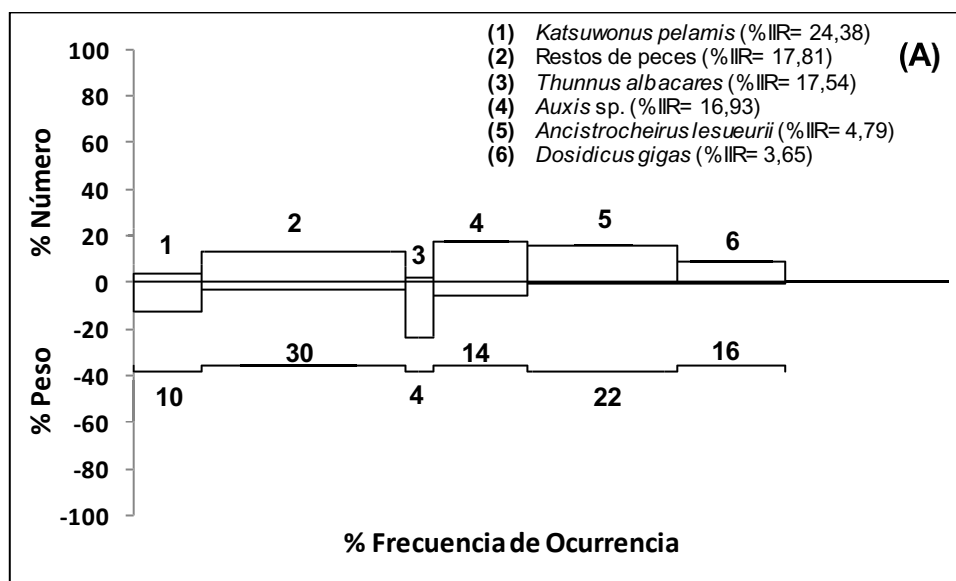 (1) Katsuwonus pelamis (%IIR= 24,38)
(2) Restos de peces (%IIR= 17,81)
(3) Thunnus albacares (%IIR= 17,54)
(4) Auxis sp. (%IIR= 16,93)
(5) Ancistrocheirus lesueurii (%IIR= 4,79)
(6) Dosidicus gigas (%IIR= 3,65)
(A)
% Número
% Peso
100
80
60
40
20
0
-20
-40
-60
-80
-100
1
2
3
4
5
6
10
30
4
14
22
16
% Frecuencia de Ocurrencia